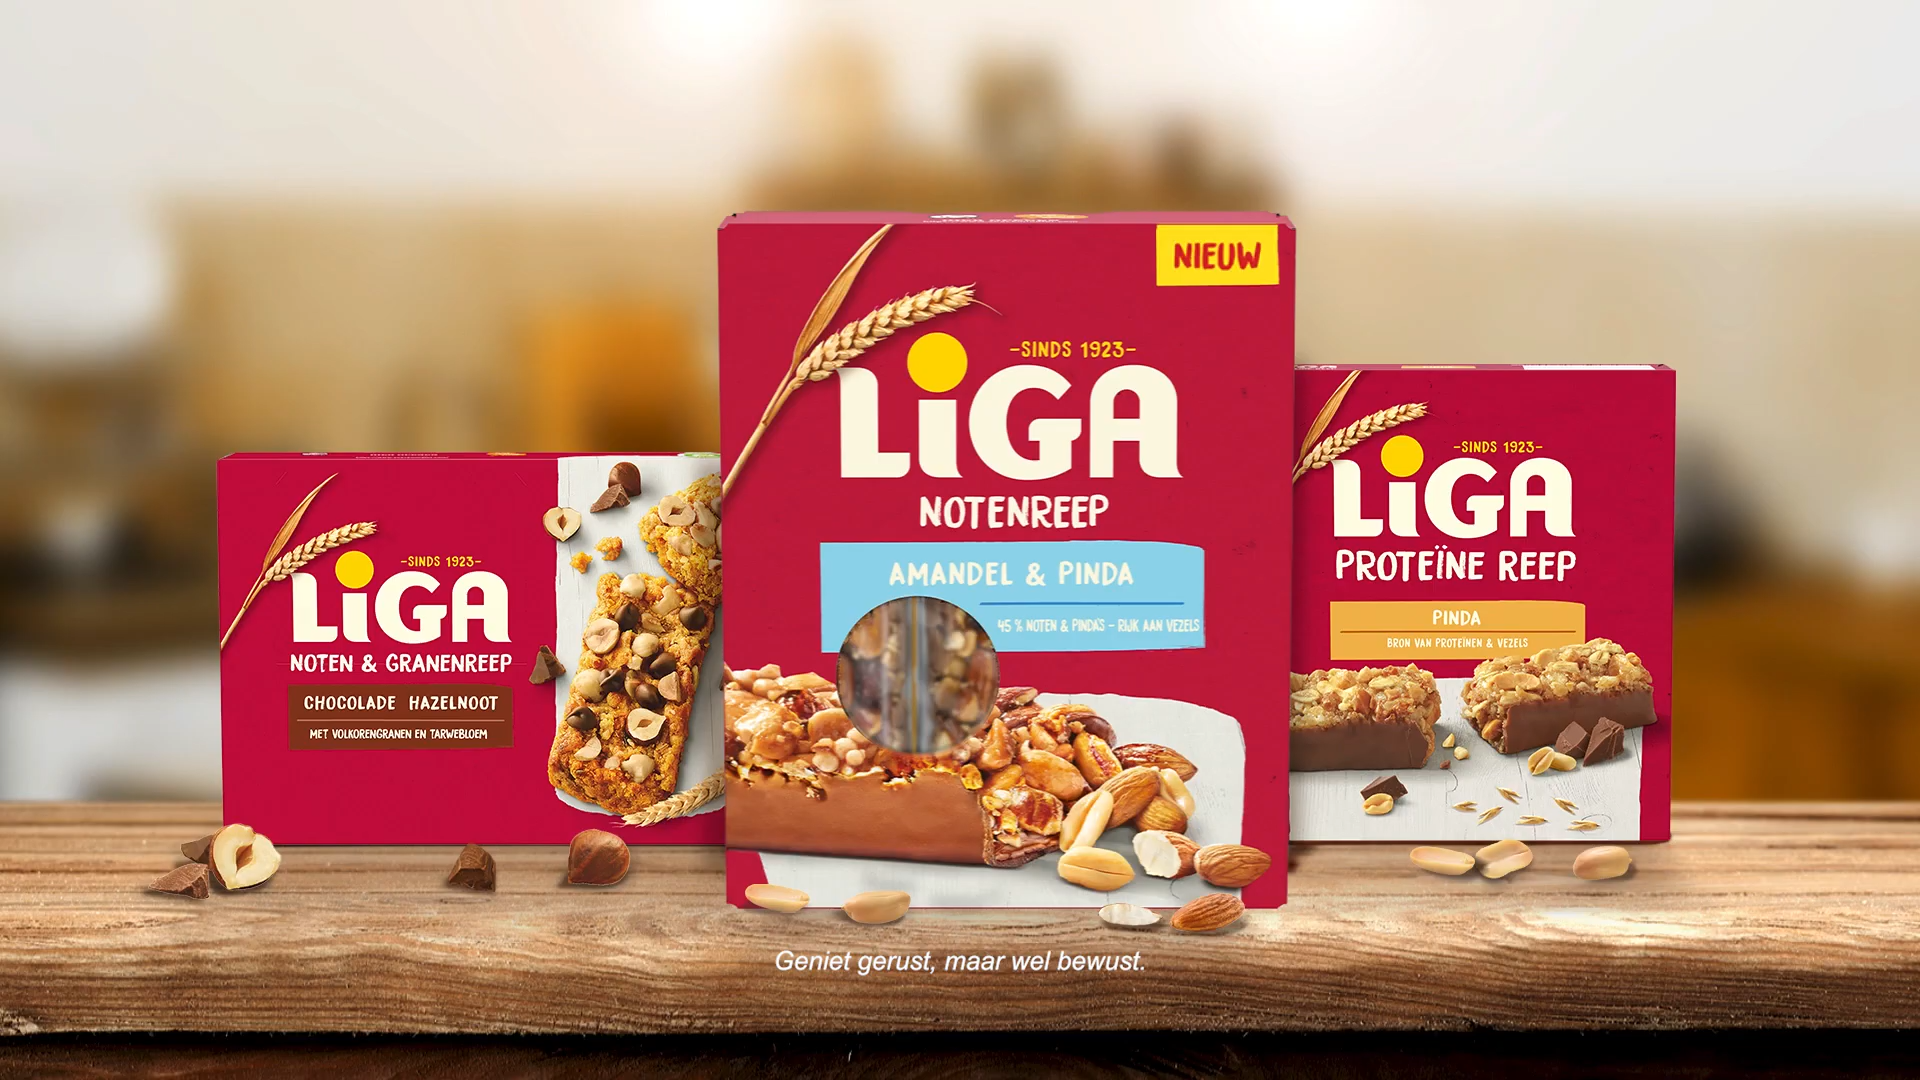 SINDS 1923
LiGA
NOTEN & GRANENREEP
CHOCOLADE HAZELNOOT
MET VOLKORENGRANEN EN TARWEBLOEM
NIEUW
-SINDS 1923-
LiGA
NOTENREEP
AMANDEL & PINDA
45 % NOTEN & PINDA'S - RIJK AAN VEZELS
-SINDS 1923-
LiGA
PROTEÏNE REEP
PINDA
BRON VAN PROTEÏNEN & VEZELS
Geniet gerust, maar wel bewust.